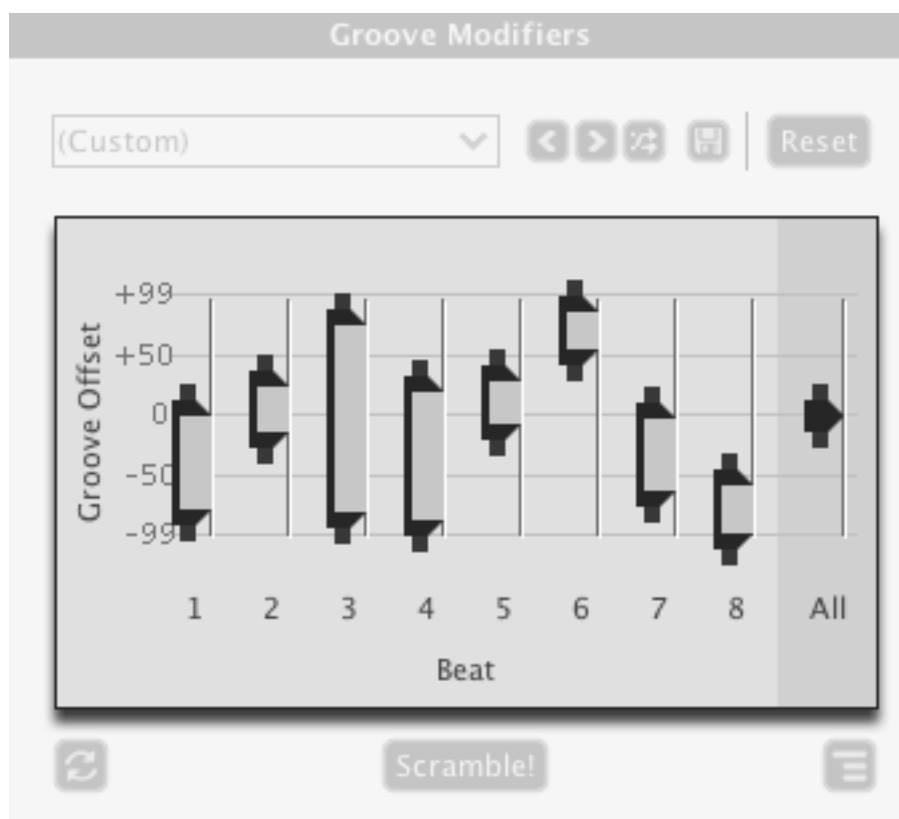 Groove Modifiers
(Custom)
Reset
Groove Offset
+99
+50
0
-50
-99
1 2 3 4 5 6 7 8 All
Beat
Scramble!